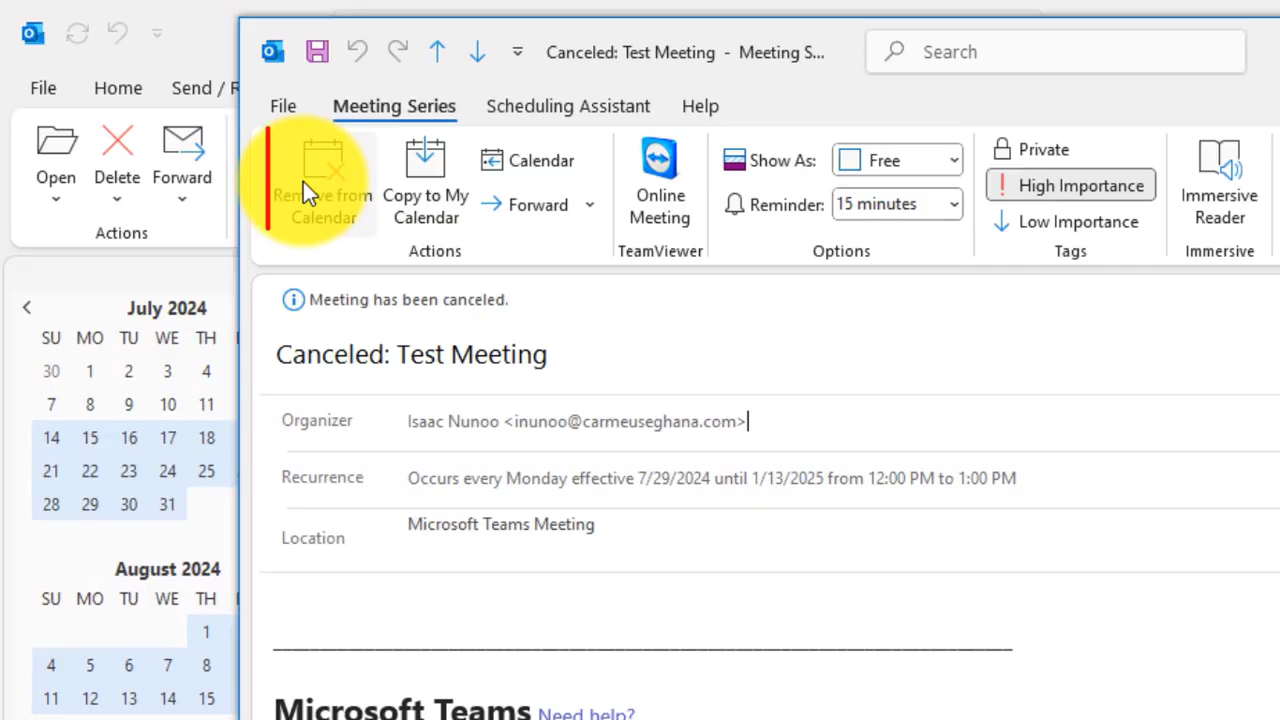 Canceled: Test Meeting - Meeting S...
Search
File
Home
Send / R
File
Meeting Series
Scheduling Assistant
Help
Open
Delete
Forward
Actions
Remove from
Calendar
Copy to My
Calendar
Calendar
Forward
Actions
Online
Meeting
TeamViewer
Show As:
Free
Reminder:
15 minutes
Options
Private
High Importance
Low Importance
Tags
Immersive
Reader
Immersive
July 2024
SU MO TU WE TH
30 1 2 3 4
7 8 9 10 11
14 15 16 17 18
21 22 23 24 25
28 29 30 31
August 2024
SU MO TU WE TH
1
4 5 6 7 8
11 12 13 14 15
Meeting has been canceled.
Canceled: Test Meeting
Organizer
Isaac Nunoo <inunoo@carmeuseghana.com>
Recurrence
Occurs every Monday effective 7/29/2024 until 1/13/2025 from 12:00 PM to 1:00 PM
Location
Microsoft Teams Meeting
Microsoft Teams Need help?